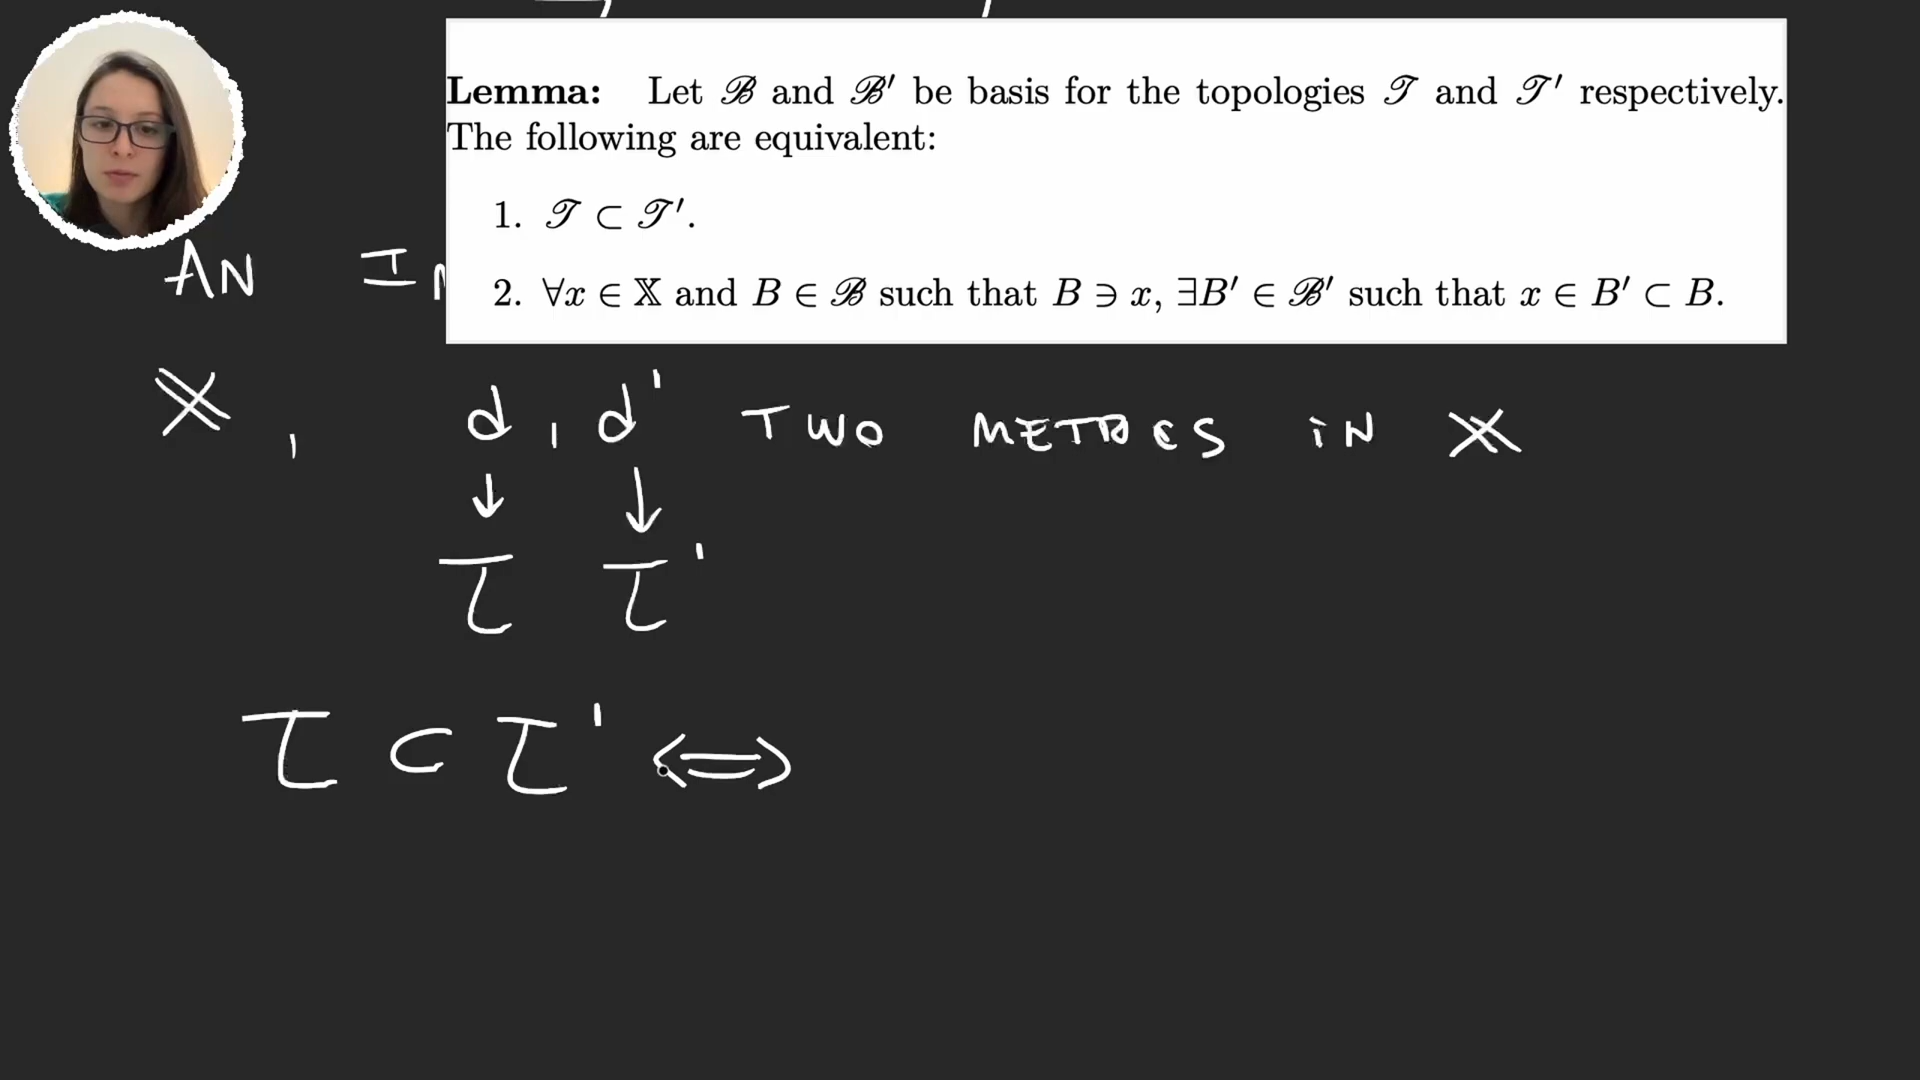 Lemma: Let ℬ and ℬ′ be basis for the topologies 𝒯 and 𝒯′ respectively.
The following are equivalent:
1. 𝒯 ⊂ 𝒯′.
2. ∀x ∈ 𝕏 and B ∈ ℬ such that B ∋ x, ∃B′ ∈ ℬ′ such that x ∈ B′ ⊂ B.
AN
𝕏 , d , d' TWO METRICS iN 𝕏
↓ ↓
τ τ'
τ ⊂ τ' ⟺